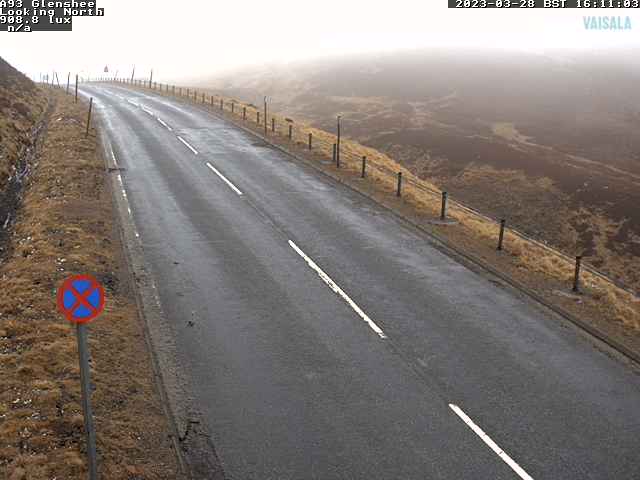 A93 Glenshee
2023-03-28 BST 16:11:03
Looking North
908.8 lux
n/a
VAISALA